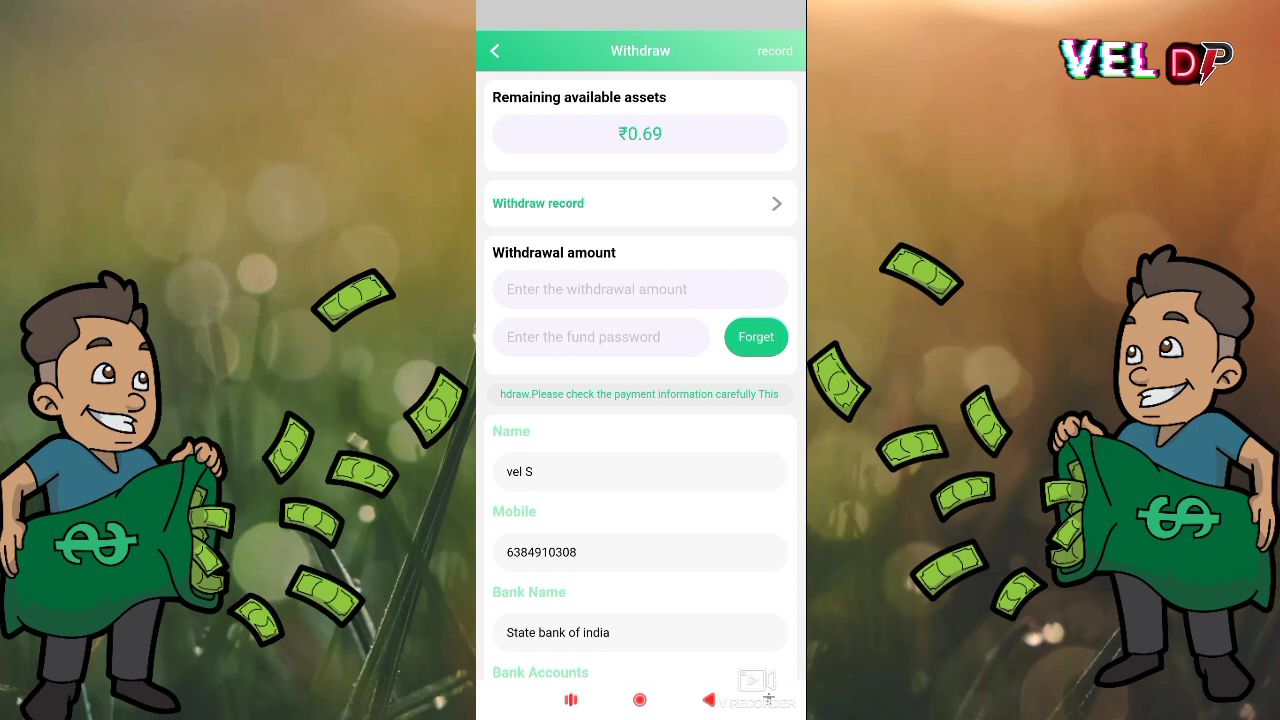 VEL DP
Withdraw
record
Remaining available assets
₹0.69
Withdraw record
Withdrawal amount
Enter the withdrawal amount
Enter the fund password
Forget
hdraw.Please check the payment information carefully This
Name
vel S
Mobile
6384910308
Bank Name
State bank of india
Bank Accounts
V RECORDER
$
$